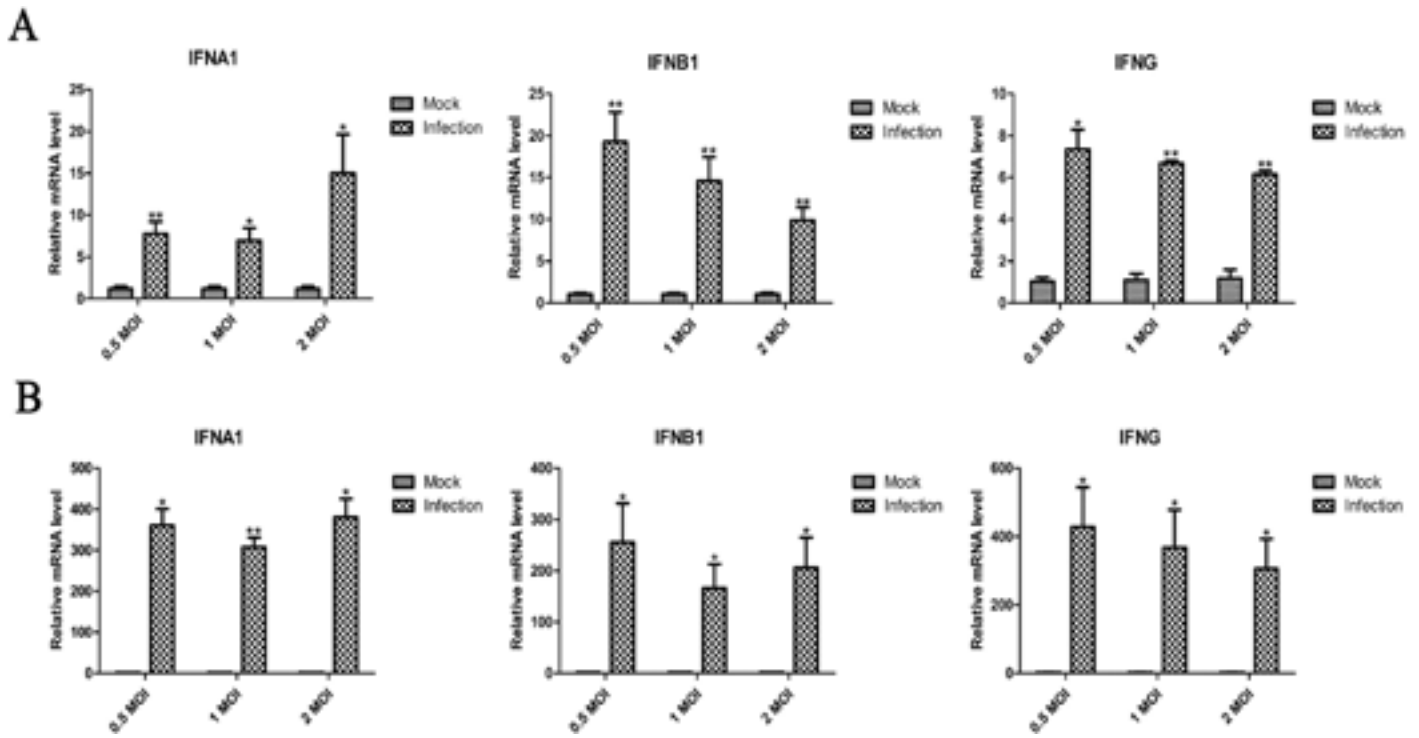 A
IFNA1
Relative mRNA level
25
20
15
10
5
0
**
*
*
0.5 MOI
1 MOI
2 MOI
Mock
Infection
IFNB1
Relative mRNA level
25
20
15
10
5
0
**
**
**
0.5 MOI
1 MOI
2 MOI
Mock
Infection
IFNG
Relative mRNA level
10
8
6
4
2
0
*
**
**
0.5 MOI
1 MOI
2 MOI
Mock
Infection
B
IFNA1
Relative mRNA level
500
400
300
200
100
0
*
**
*
0.5 MOI
1 MOI
2 MOI
Mock
Infection
IFNB1
Relative mRNA level
400
300
200
100
0
*
*
*
0.5 MOI
1 MOI
2 MOI
Mock
Infection
IFNG
Relative mRNA level
600
400
200
0
*
*
*
0.5 MOI
1 MOI
2 MOI
Mock
Infection